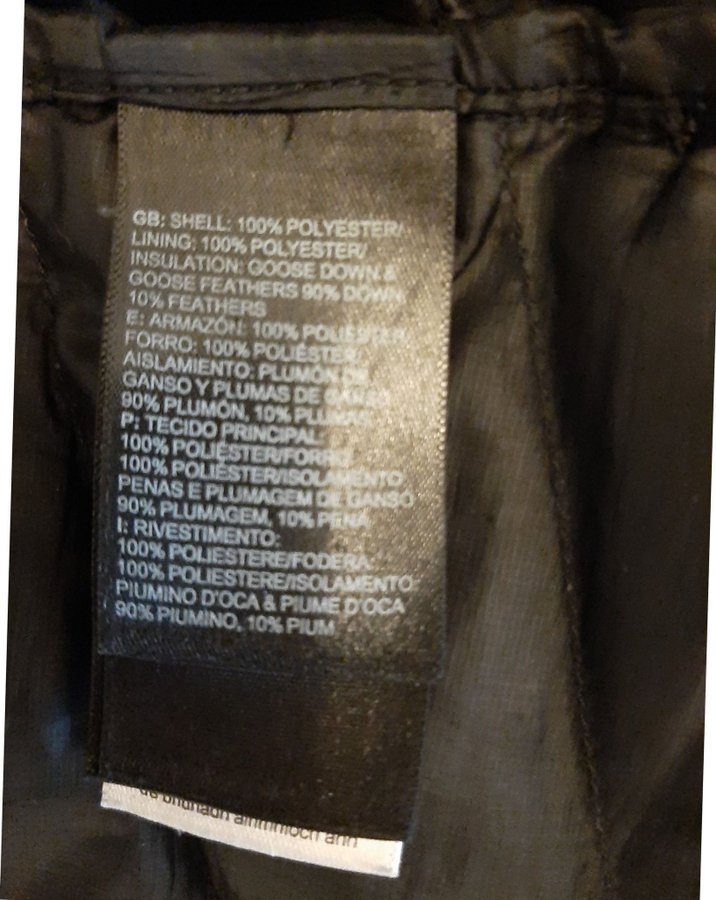 GB: SHELL: 100% POLYESTER/
LINING: 100% POLYESTER/
INSULATION: GOOSE DOWN &
GOOSE FEATHERS 90% DOWN,
10% FEATHERS
E: ARMAZÓN: 100% POLIÉSTER/
FORRO: 100% POLIÉSTER/
AISLAMIENTO: PLUMÓN DE
GANSO Y PLUMAS DE GANSO
90% PLUMÓN, 10% PLUMAS
P: TECIDO PRINCIPAL:
100% POLIÉSTER/FORRO
100% POLIÉSTER/ISOLAMENTO
PENAS E PLUMAGEM DE GANSO
90% PLUMAGEM, 10% PENA
I: RIVESTIMENTO:
100% POLIESTERE/FODERA
100% POLIESTERE/ISOLAMENTO
PIUMINO D'OCA & PIUME D'OCA
90% PIUMINO, 10% PIUM
ann